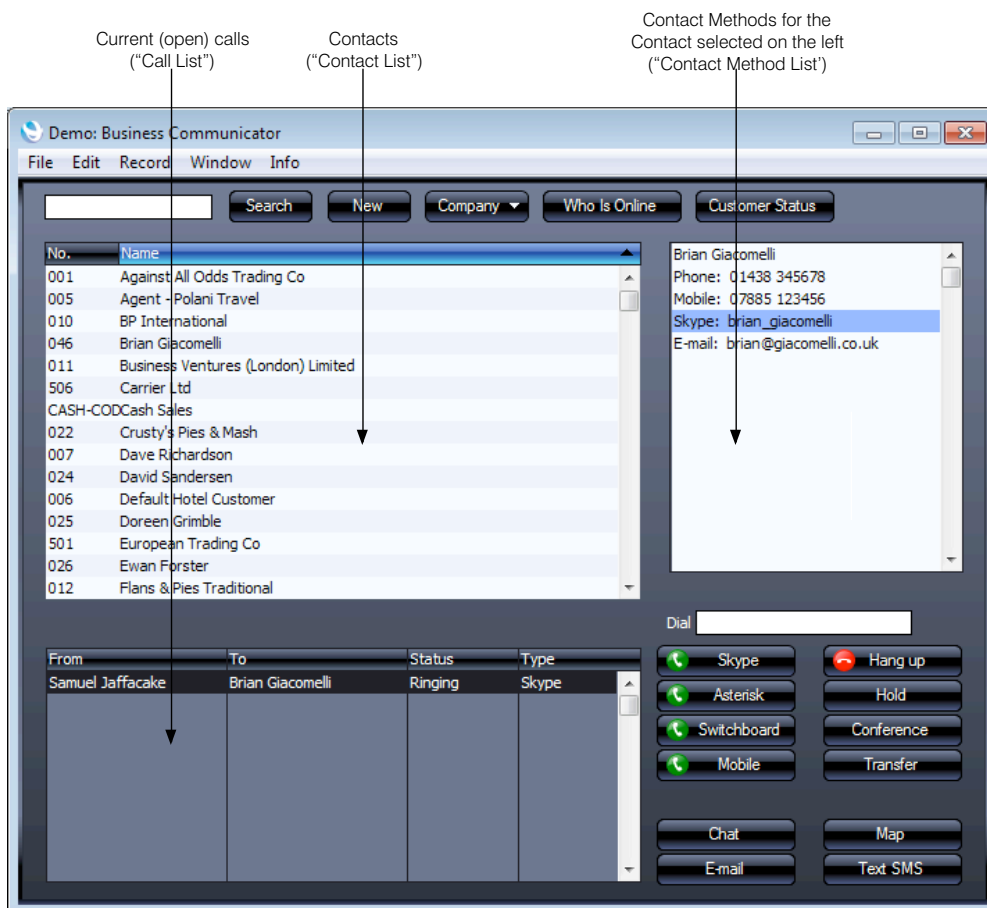 Current (open) calls
(“Call List”)
Contacts
(“Contact List”)
Contact Methods for the
Contact selected on the left
(“Contact Method List’)
Demo: Business Communicator
File Edit Record Window Info
Search New Company Who Is Online Customer Status
No. Name
001 Against All Odds Trading Co
005 Agent - Polani Travel
010 BP International
046 Brian Giacomelli
011 Business Ventures (London) Limited
506 Carrier Ltd
CASH-COD Cash Sales
022 Crusty's Pies & Mash
007 Dave Richardson
024 David Sandersen
006 Default Hotel Customer
025 Doreen Grimble
501 European Trading Co
026 Ewan Forster
012 Flans & Pies Traditional
Brian Giacomelli
Phone: 01438 345678
Mobile: 07885 123456
Skype: brian_giacomelli
E-mail: brian@giacomelli.co.uk
Dial
From To Status Type
Samuel Jaffacake Brian Giacomelli Ringing Skype
Skype Hang up
Asterisk Hold
Switchboard Conference
Mobile Transfer
Chat Map
E-mail Text SMS